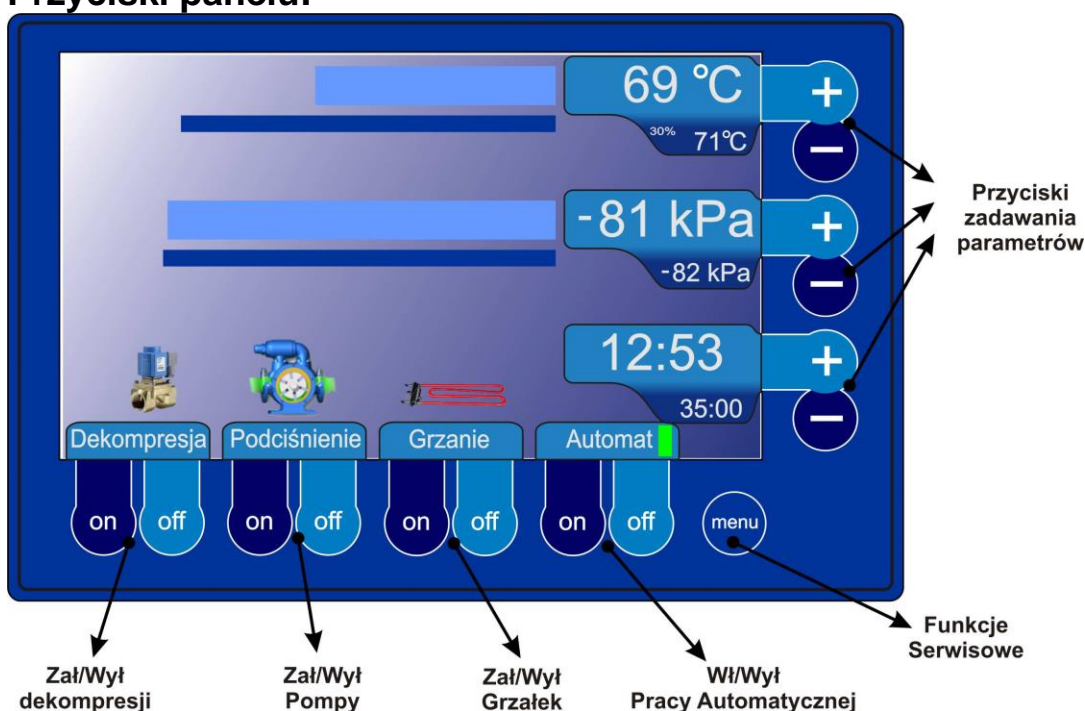 Przyciski panelu:
69 °C
+
30% 71°C
−
Przyciski
zadawania
parametrów
-81 kPa
+
-82 kPa
−
12:53
+
35:00
−
Dekompresja Podciśnienie Grzanie Automat
on off on off on off on off menu
Funkcje
Serwisowe
Zał/Wył
dekompresji
Zał/Wył
Pompy
Zał/Wył
Grzałek
Wł/Wył
Pracy Automatycznej